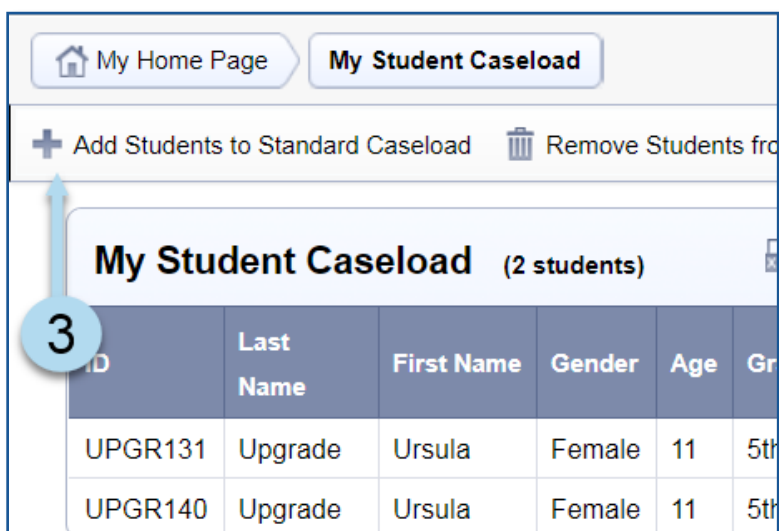 My Home Page My Student Caseload
Add Students to Standard Caseload Remove Students
My Student Caseload (2 students)
3
ID Last Name First Name Gender Age
UPGR131 Upgrade Ursula Female 11 5th
UPGR140 Upgrade Ursula Female 11 5th